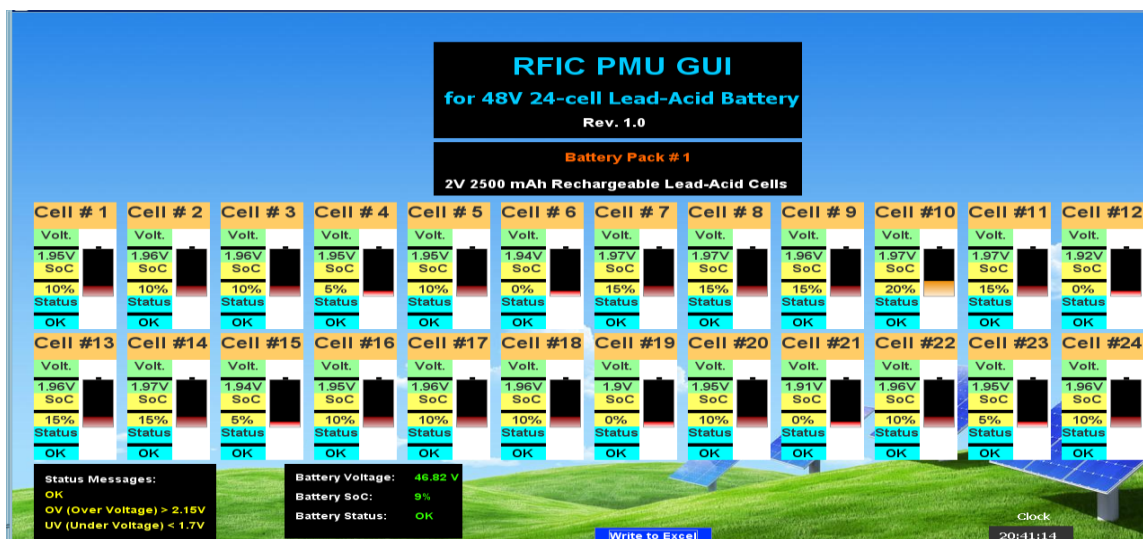 RFIC PMU GUI
for 48V 24-cell Lead-Acid Battery
Rev. 1.0
Battery Pack # 1
2V 2500 mAh Rechargeable Lead-Acid Cells
Cell # 1 Cell # 2 Cell # 3 Cell # 4 Cell # 5 Cell # 6 Cell # 7 Cell # 8 Cell # 9 Cell #10 Cell #11 Cell #12
Volt. Volt. Volt. Volt. Volt. Volt. Volt. Volt. Volt. Volt. Volt. Volt.
1.95V 1.96V 1.96V 1.95V 1.95V 1.94V 1.97V 1.97V 1.96V 1.97V 1.97V 1.92V
SoC SoC SoC SoC SoC SoC SoC SoC SoC SoC SoC SoC
10% 10% 10% 5% 10% 0% 15% 15% 15% 20% 15% 0%
Status Status Status Status Status Status Status Status Status Status Status Status
OK OK OK OK OK OK OK OK OK OK OK OK
Cell #13 Cell #14 Cell #15 Cell #16 Cell #17 Cell #18 Cell #19 Cell #20 Cell #21 Cell #22 Cell #23 Cell #24
Volt. Volt. Volt. Volt. Volt. Volt. Volt. Volt. Volt. Volt. Volt. Volt.
1.96V 1.97V 1.94V 1.95V 1.96V 1.96V 1.9V 1.95V 1.91V 1.96V 1.95V 1.96V
SoC SoC SoC SoC SoC SoC SoC SoC SoC SoC SoC SoC
15% 15% 5% 10% 10% 10% 0% 10% 0% 10% 5% 10%
Status Status Status Status Status Status Status Status Status Status Status Status
OK OK OK OK OK OK OK OK OK OK OK OK
Status Messages:
OK
OV (Over Voltage) > 2.15V
UV (Under Voltage) < 1.7V
Battery Voltage: 46.82 V
Battery SoC: 9%
Battery Status: OK
Write to Excel
Clock
20:41:14